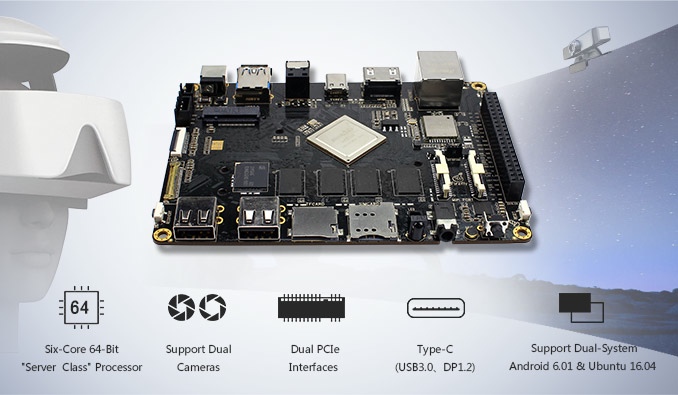 64
Six-Core 64-Bit
"Server Class" Processor
Support Dual
Cameras
Dual PCIe
Interfaces
Type-C
(USB3.0、DP1.2)
Support Dual-System
Android 6.01 & Ubuntu 16.04